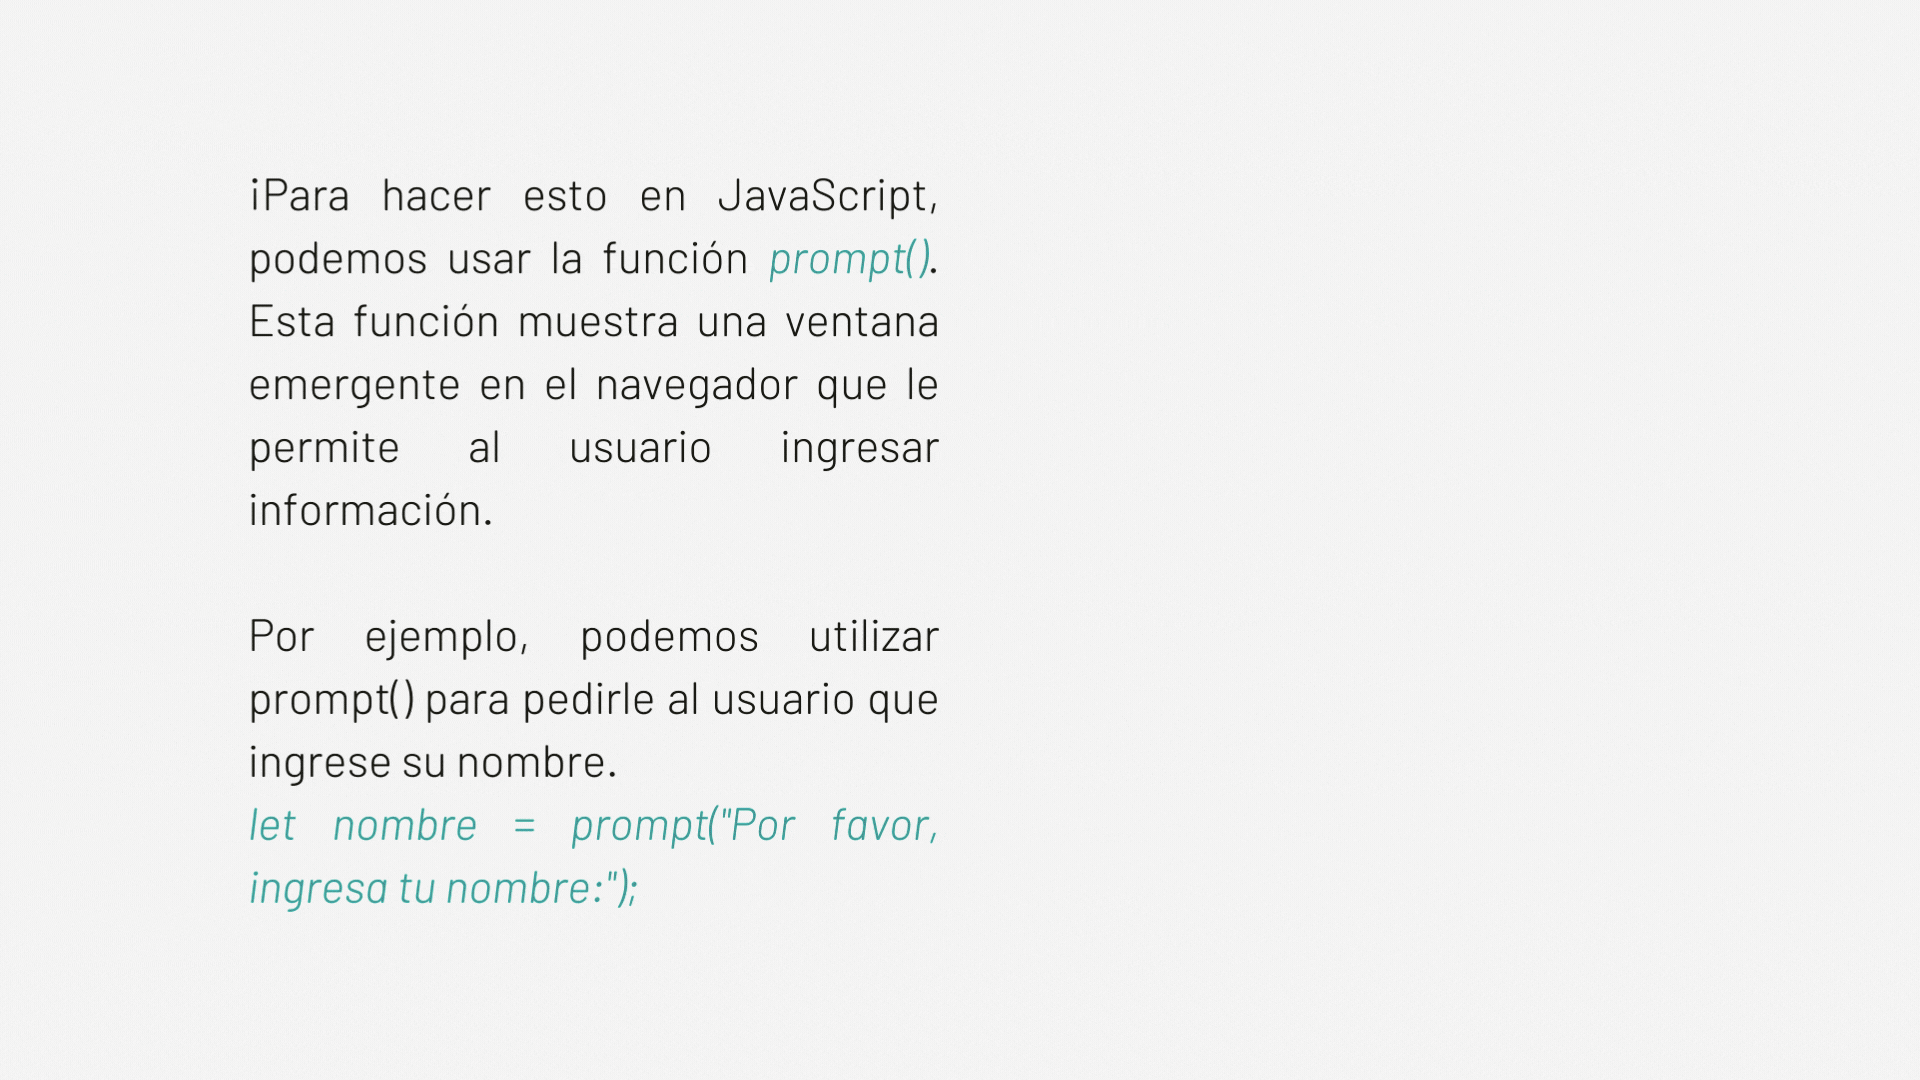 iPara hacer esto en JavaScript,
podemos usar la función prompt().
Esta función muestra una ventana
emergente en el navegador que le
permite al usuario ingresar
información.
Por ejemplo, podemos utilizar
prompt() para pedirle al usuario que
ingrese su nombre.
let nombre = prompt("Por favor,
ingresa tu nombre:");